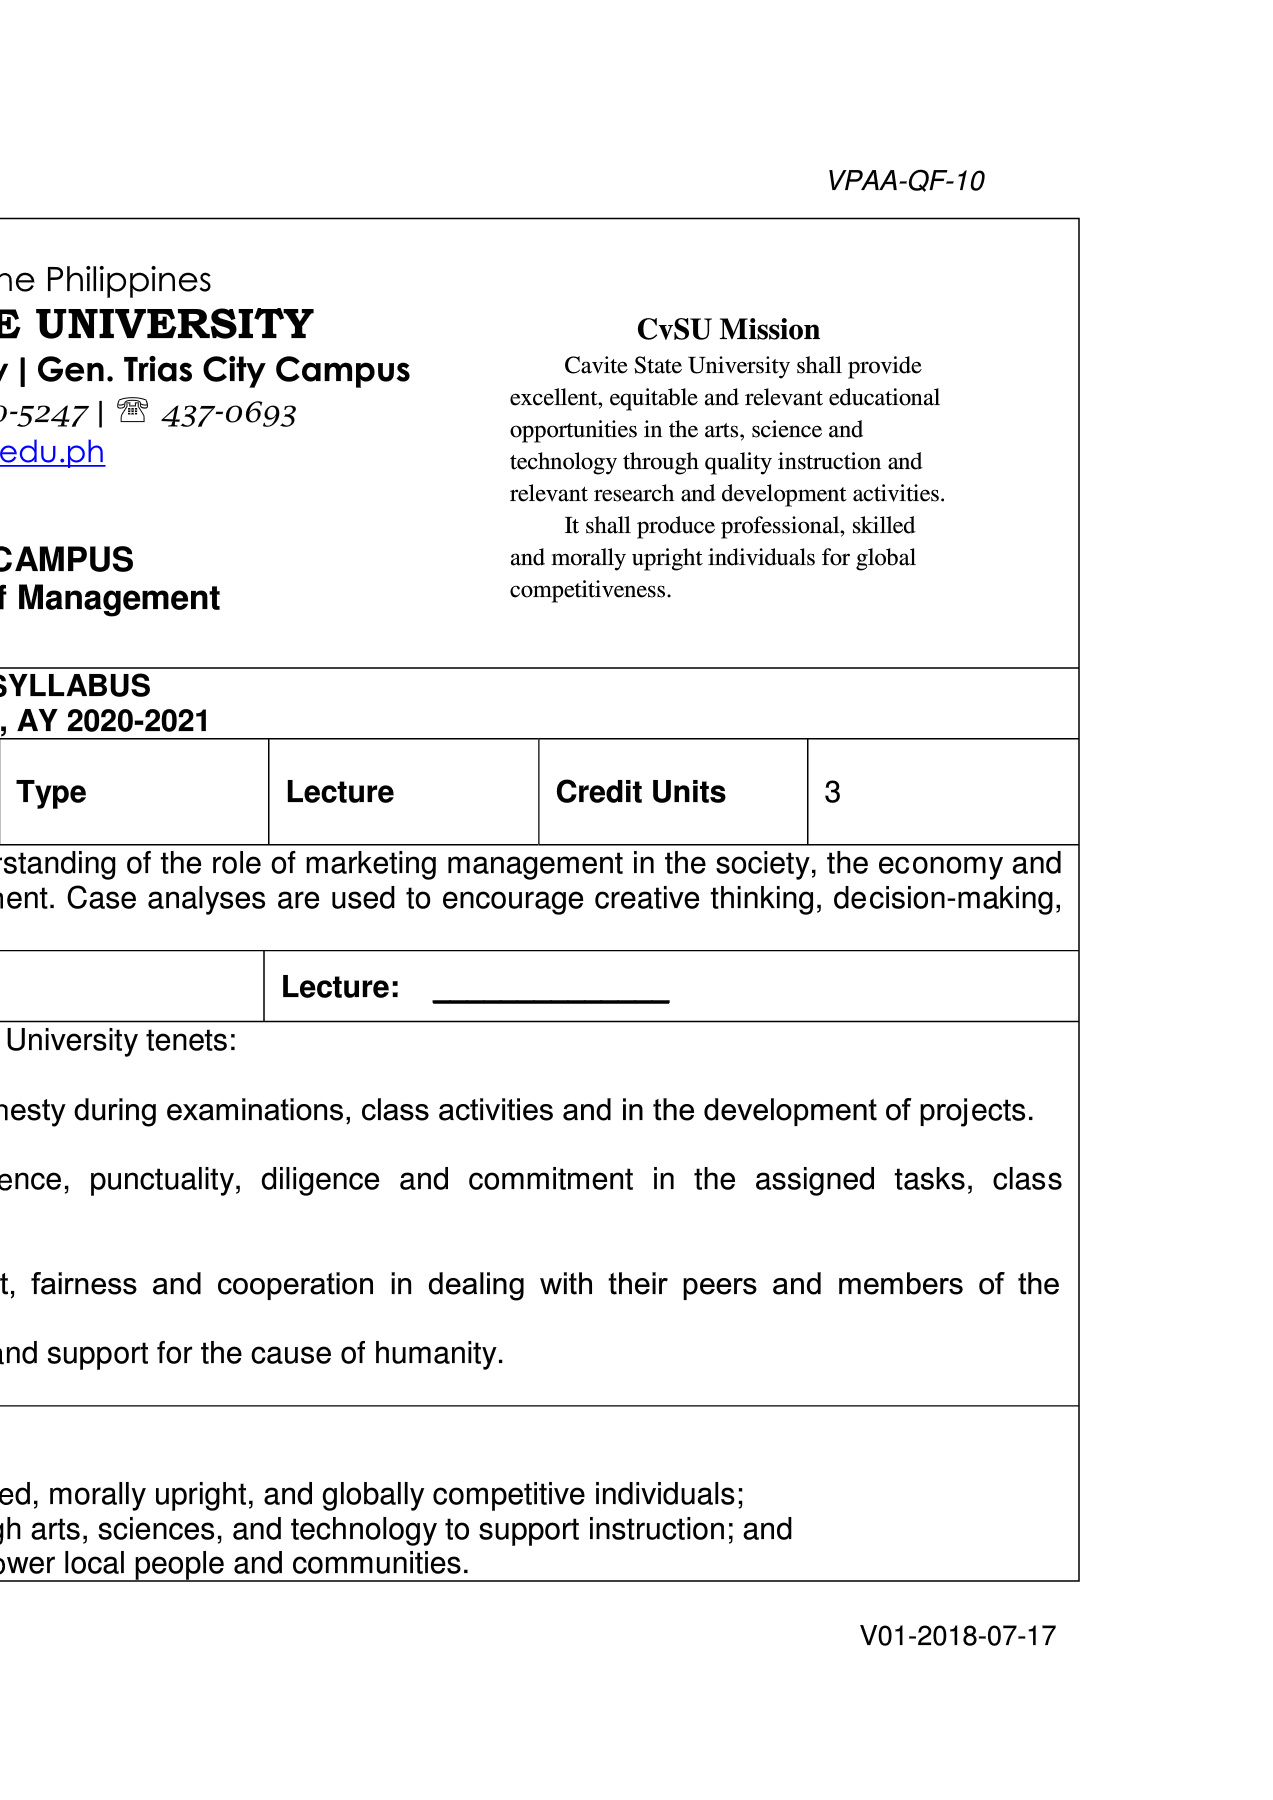 VPAA-QF-10
he Philippines
E UNIVERSITY
y | Gen. Trias City Campus
0-5247 | ☏ 437-0693
edu.ph
CAMPUS
f Management
CvSU Mission
Cavite State University shall provide
excellent, equitable and relevant educational
opportunities in the arts, science and
technology through quality instruction and
relevant research and development activities.
It shall produce professional, skilled
and morally upright individuals for global
competitiveness.
SYLLABUS
, AY 2020-2021
Type Lecture Credit Units 3
rstanding of the role of marketing management in the society, the economy and
nent. Case analyses are used to encourage creative thinking, decision-making,
Lecture: ______________
University tenets:
nesty during examinations, class activities and in the development of projects.
ence, punctuality, diligence and commitment in the assigned tasks, class
t, fairness and cooperation in dealing with their peers and members of the
and support for the cause of humanity.
ed, morally upright, and globally competitive individuals;
gh arts, sciences, and technology to support instruction; and
ower local people and communities.
V01-2018-07-17